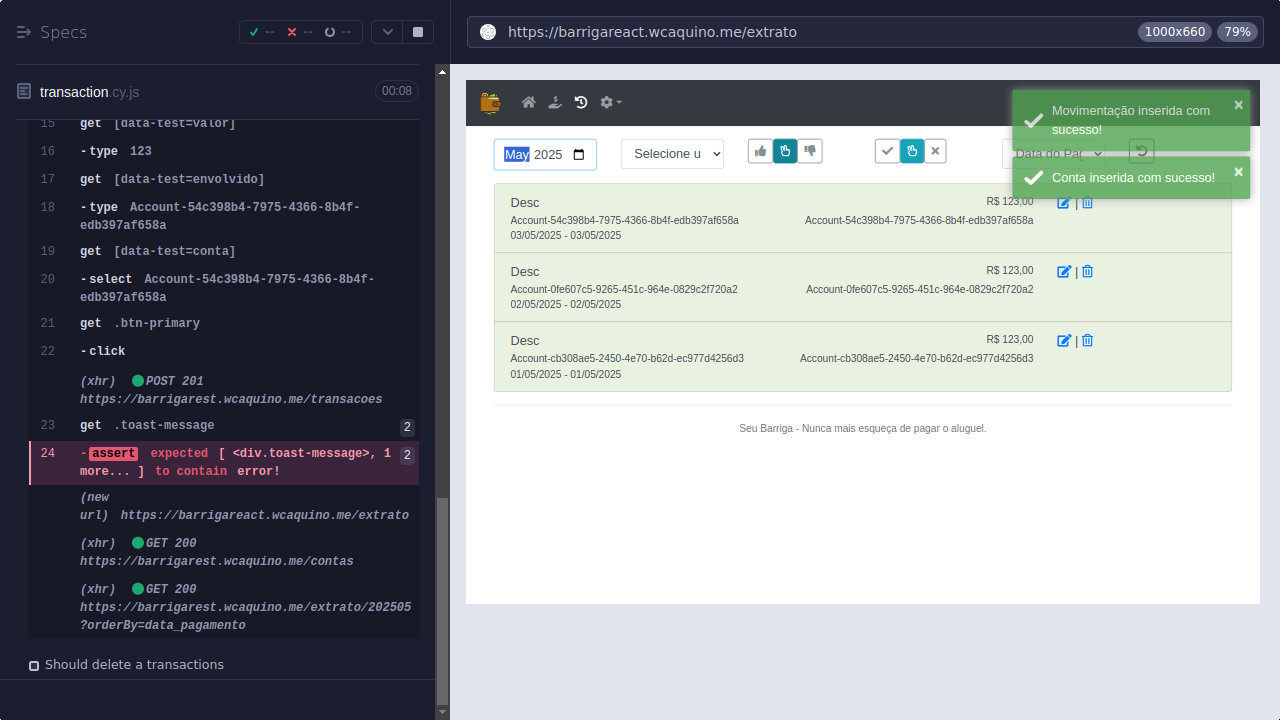 Specs
-- -- --
https://barrigareact.wcaquino.me/extrato
1000x660
79%
transaction.cy.js
00:08
15 get [data-test=valor]
16 -type 123
17 get [data-test=envolvido]
18 -type Account-54c398b4-7975-4366-8b4f-
edb397af658a
19 get [data-test=conta]
20 -select Account-54c398b4-7975-4366-8b4f-
edb397af658a
21 get .btn-primary
22 -click
(xhr) POST 201
https://barrigarest.wcaquino.me/transacoes
23 get .toast-message 2
24 -assert expected [ <div.toast-message>, 1 2
more... ] to contain error!
(new
url) https://barrigareact.wcaquino.me/extrato
(xhr) GET 200
https://barrigarest.wcaquino.me/contas
(xhr) GET 200
https://barrigarest.wcaquino.me/extrato/202505
?orderBy=data_pagamento
Should delete a transactions
Movimentação inserida com
sucesso!
×
May 2025
Selecione u
Data do Pag
Conta inserida com sucesso!
×
Desc R$ 123,00
Account-54c398b4-7975-4366-8b4f-edb397af658a Account-54c398b4-7975-4366-8b4f-edb397af658a
03/05/2025 - 03/05/2025
|
Desc R$ 123,00
Account-0fe607c5-9265-451c-964e-0829c2f720a2 Account-0fe607c5-9265-451c-964e-0829c2f720a2
02/05/2025 - 02/05/2025
|
Desc R$ 123,00
Account-cb308ae5-2450-4e70-b62d-ec977d4256d3 Account-cb308ae5-2450-4e70-b62d-ec977d4256d3
01/05/2025 - 01/05/2025
|
Seu Barriga - Nunca mais esqueça de pagar o aluguel.